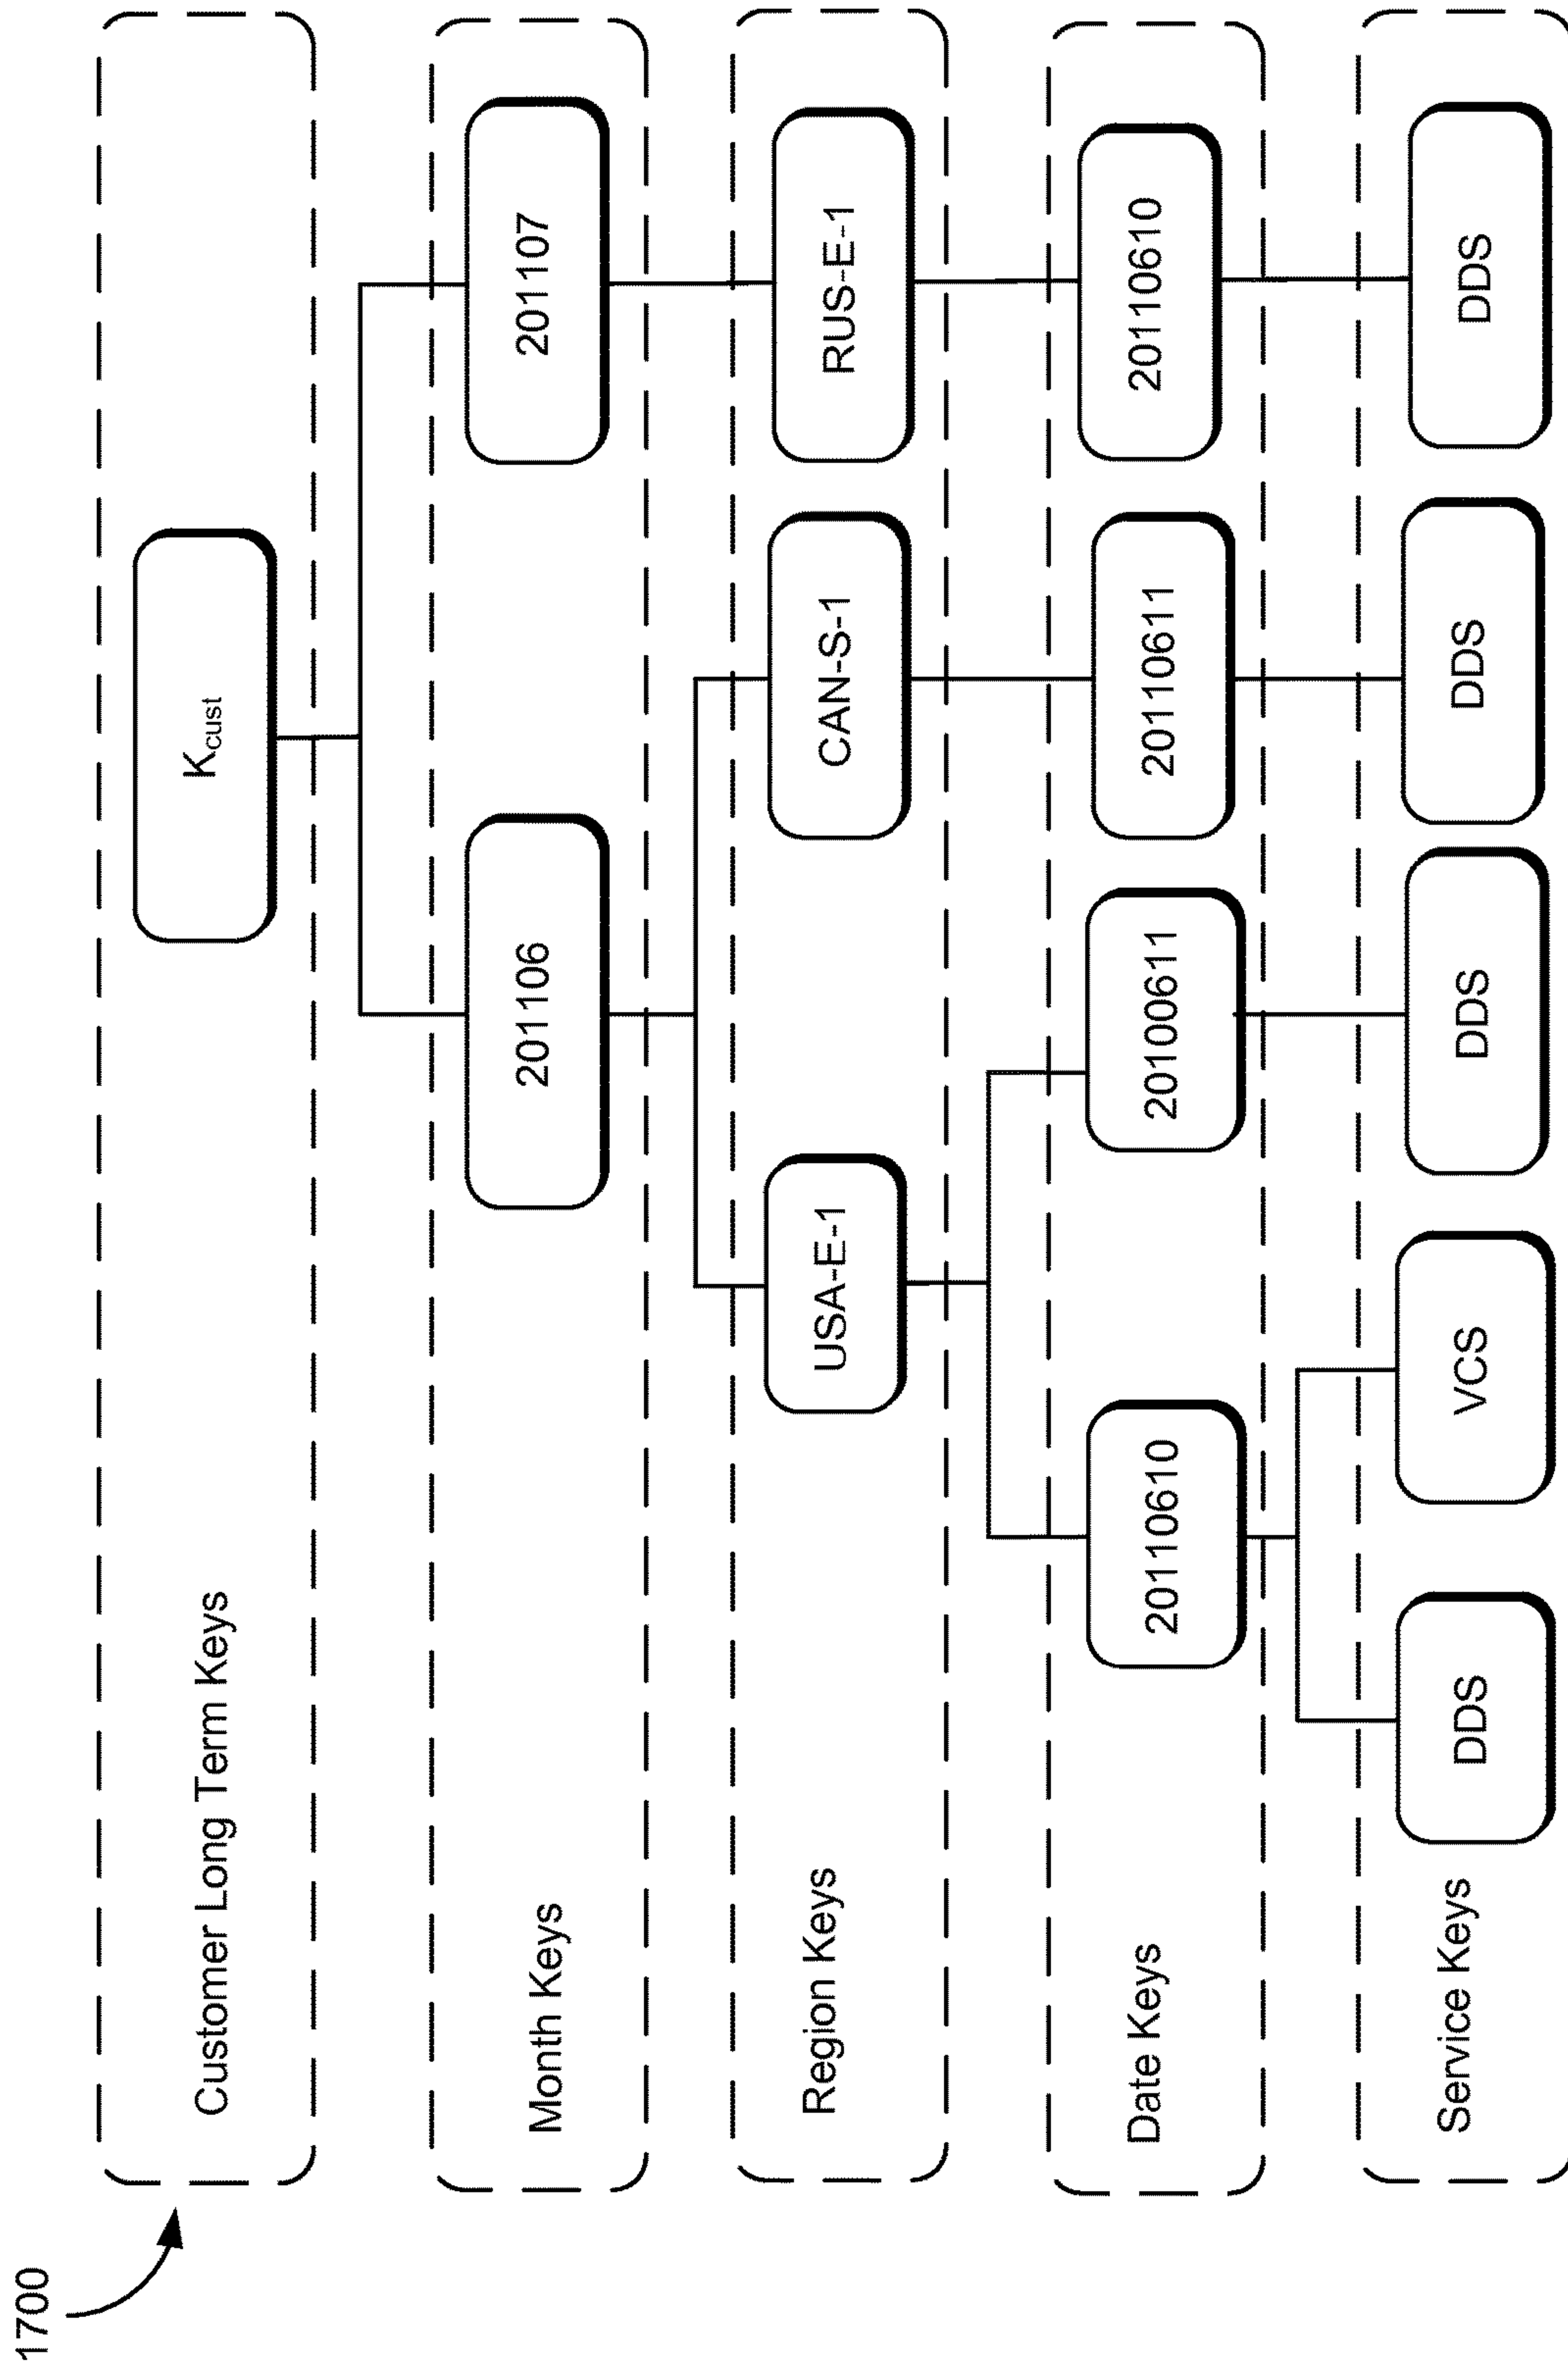 1700
Customer Long Term Keys
Kcust
Month Keys
201106
201107
Region Keys
USA-E-1
CAN-S-1
RUS-E-1
Date Keys
20110610
20100611
20110611
20110610
Service Keys
DDS
VCS
DDS
DDS
DDS